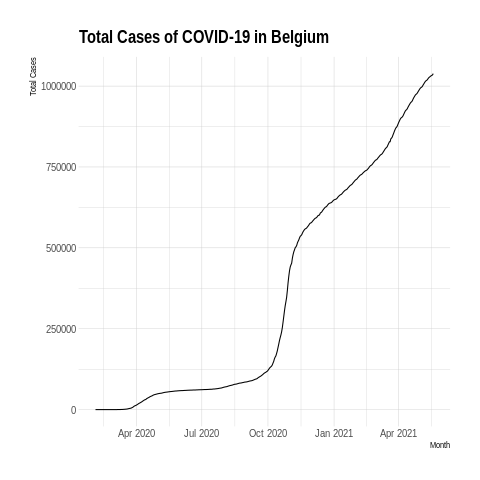 Total Cases of COVID-19 in Belgium
Total Cases
1000000
750000
500000
250000
0
Apr 2020 Jul 2020 Oct 2020 Jan 2021 Apr 2021
Month